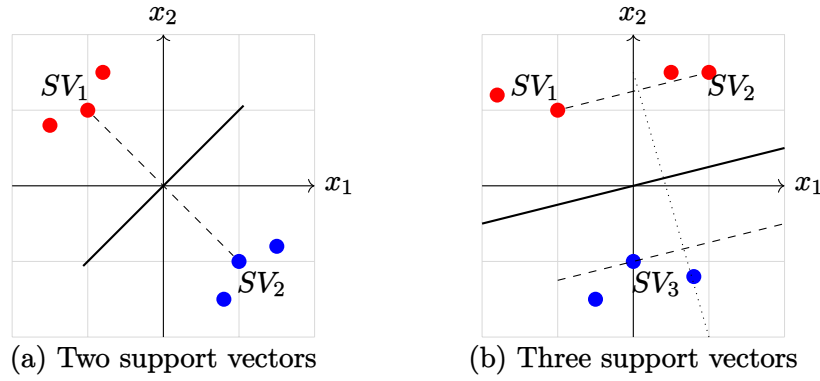 x₂
SV₁
x₁
SV₂
(a) Two support vectors
x₂
SV₁
SV₂
x₁
SV₃
(b) Three support vectors